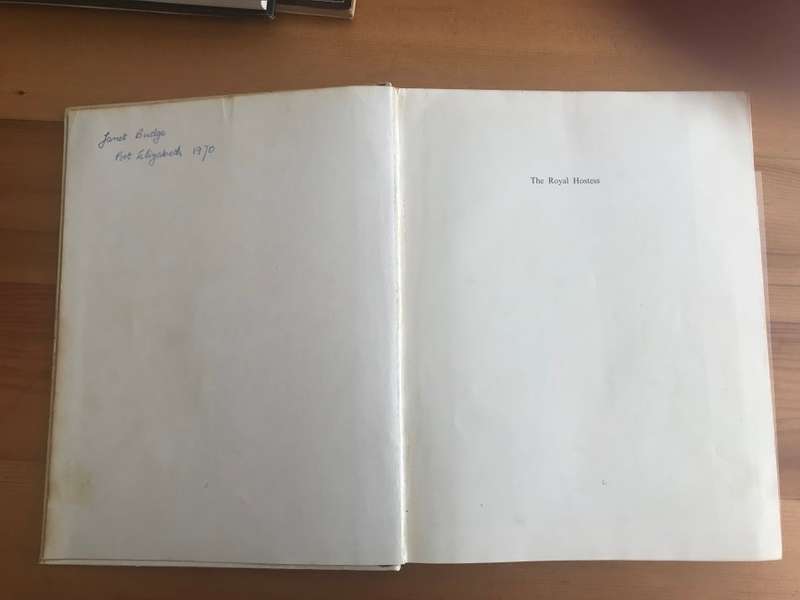 Janet Budge
Port Elizabeth 1970
The Royal Hostess